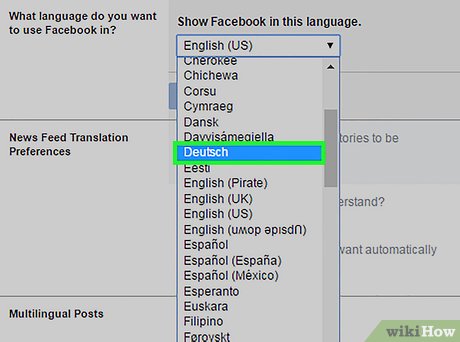 What language do you want
to use Facebook in?
Show Facebook in this language.
English (US)
Cherokee
Chichewa
Corsu
Cymraeg
Dansk
Davvisámegiella
Deutsch
Eesti
English (Pirate)
English (UK)
English (US)
English (uʍop ǝpısdՈ)
Español
Español (España)
Español (México)
Esperanto
Euskara
Filipino
Føroyskt
News Feed Translation
Preferences
tories to be
erstand?
want automatically
Multilingual Posts
wikiHow